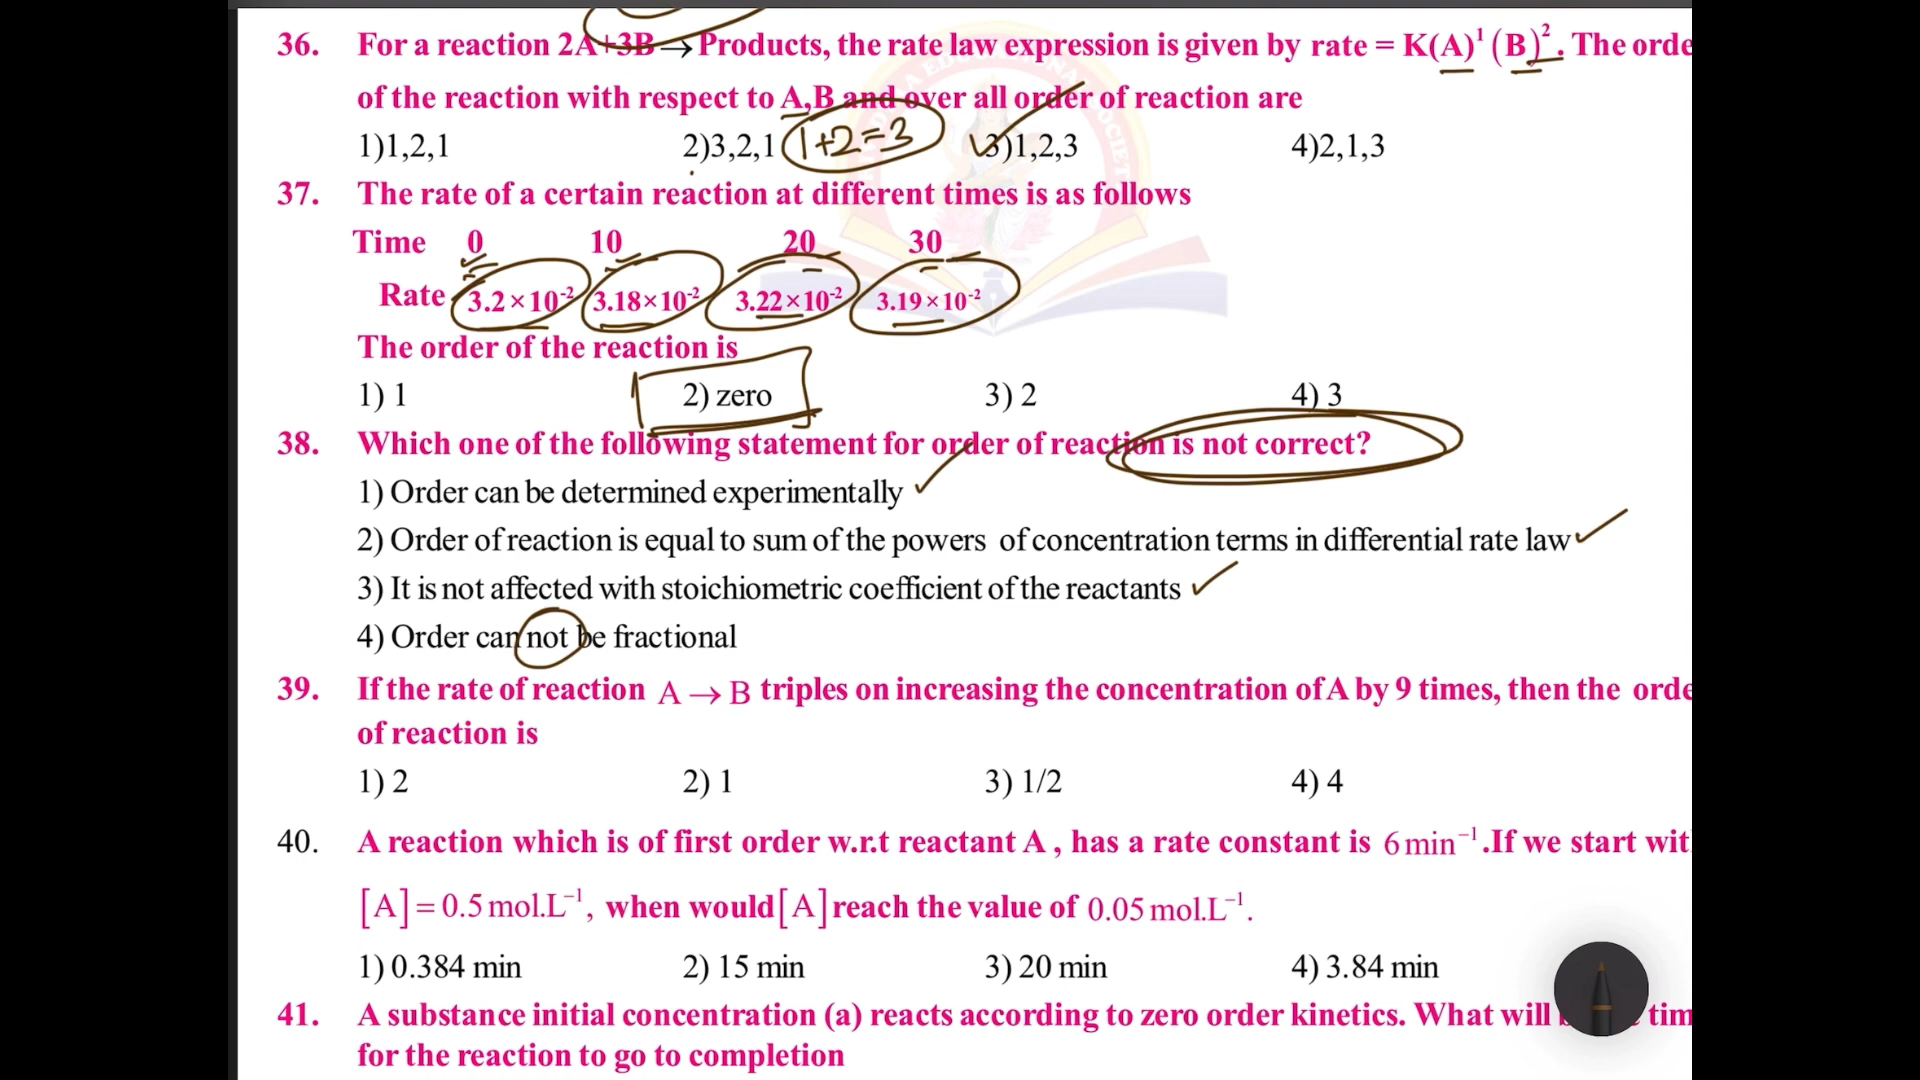 36. For a reaction 2A+3B → Products, the rate law expression is given by rate = K(A)¹ (B)². The orde
of the reaction with respect to A,B and over all order of reaction are
1)1,2,1 2)3,2,1 1+2=3 3)1,2,3 4)2,1,3
37. The rate of a certain reaction at different times is as follows
Time 0 10 20 30
Rate 3.2×10⁻² 3.18×10⁻² 3.22×10⁻² 3.19×10⁻²
The order of the reaction is
1) 1 2) zero 3) 2 4) 3
38. Which one of the following statement for order of reaction is not correct?
1) Order can be determined experimentally
2) Order of reaction is equal to sum of the powers of concentration terms in differential rate law
3) It is not affected with stoichiometric coefficient of the reactants
4) Order can not be fractional
39. If the rate of reaction A → B triples on increasing the concentration of A by 9 times, then the orde
of reaction is
1) 2 2) 1 3) 1/2 4) 4
40. A reaction which is of first order w.r.t reactant A , has a rate constant is 6 min⁻¹.If we start wit
[A] = 0.5 mol.L⁻¹, when would [A] reach the value of 0.05 mol.L⁻¹.
1) 0.384 min 2) 15 min 3) 20 min 4) 3.84 min
41. A substance initial concentration (a) reacts according to zero order kinetics. What will tim
for the reaction to go to completion